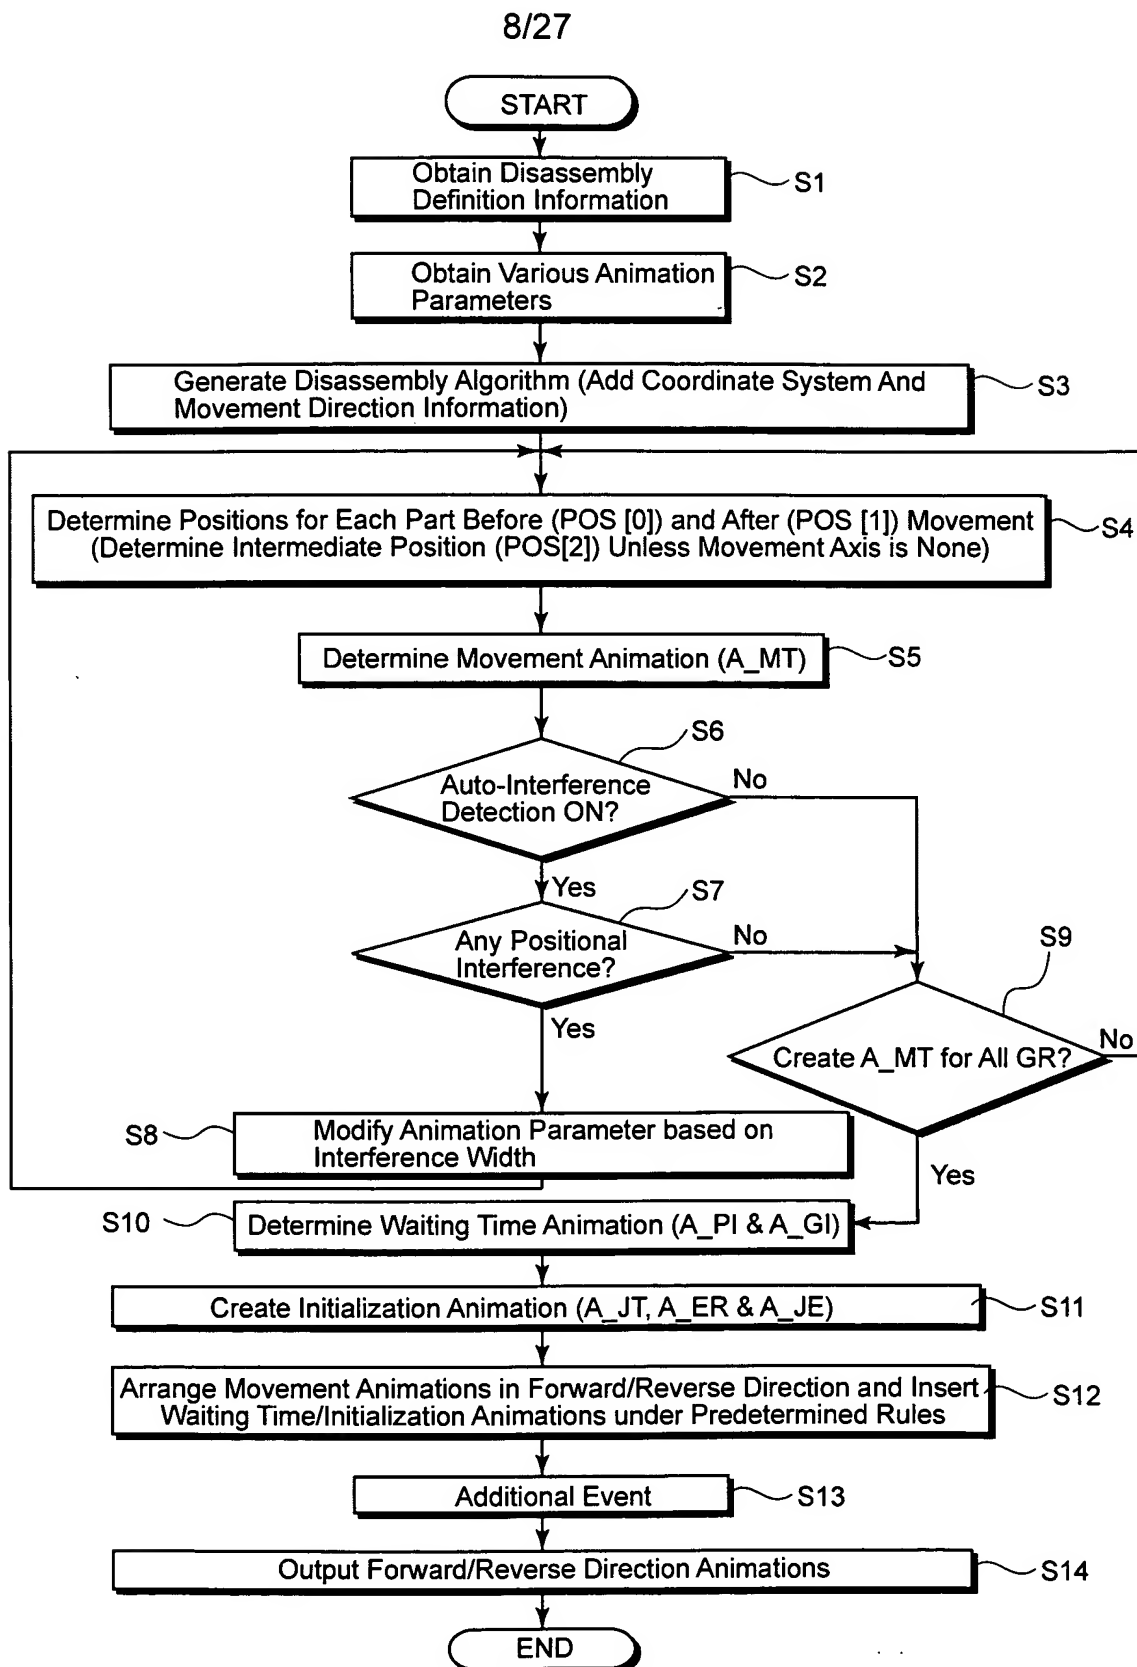 8/27
START
Obtain Disassembly
Definition Information
S1
Obtain Various Animation
Parameters
S2
Generate Disassembly Algorithm (Add Coordinate System And
Movement Direction Information)
S3
Determine Positions for Each Part Before (POS [0]) and After (POS [1]) Movement
(Determine Intermediate Position (POS[2]) Unless Movement Axis is None)
S4
Determine Movement Animation (A_MT)
S5
S6
Auto-Interference
Detection ON?
No
Yes
S7
Any Positional
Interference?
No
Yes
S9
Create A_MT for All GR?
No
Yes
S8
Modify Animation Parameter based on
Interference Width
S10
Determine Waiting Time Animation (A_PI & A_GI)
Create Initialization Animation (A_JT, A_ER & A_JE)
S11
Arrange Movement Animations in Forward/Reverse Direction and Insert
Waiting Time/Initialization Animations under Predetermined Rules
S12
Additional Event
S13
Output Forward/Reverse Direction Animations
S14
END